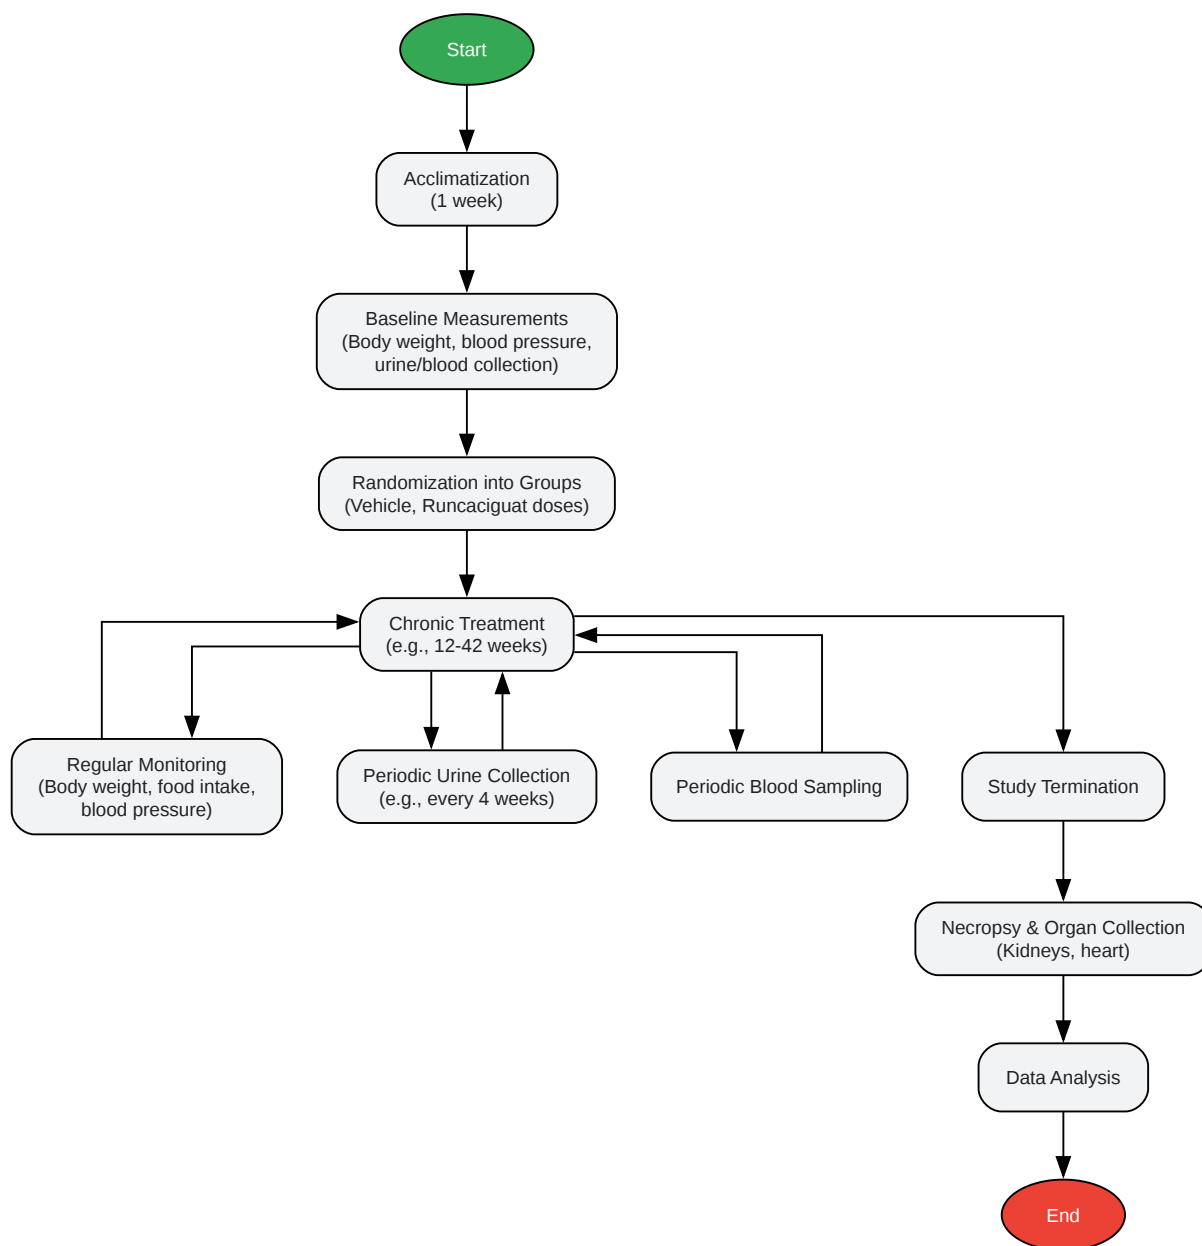 Start
Acclimatization
(1 week)
Baseline Measurements
(Body weight, blood pressure,
urine/blood collection)
Randomization into Groups
(Vehicle, Runcaciguat doses)
Chronic Treatment
(e.g., 12-42 weeks)
Regular Monitoring
(Body weight, food intake,
blood pressure)
Periodic Urine Collection
(e.g., every 4 weeks)
Periodic Blood Sampling
Study Termination
Necropsy & Organ Collection
(Kidneys, heart)
Data Analysis
End